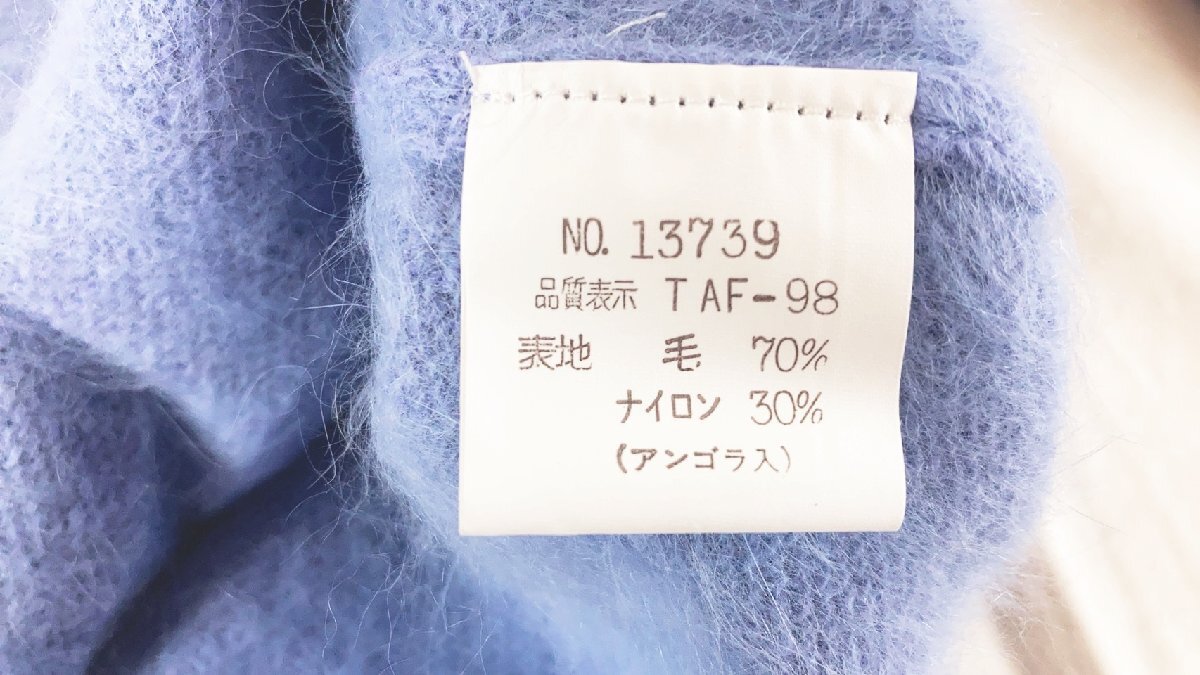 NO. 13739
品質表示 TAF-98
表地 毛 70%
ナイロン 30%
(アンゴラ入)